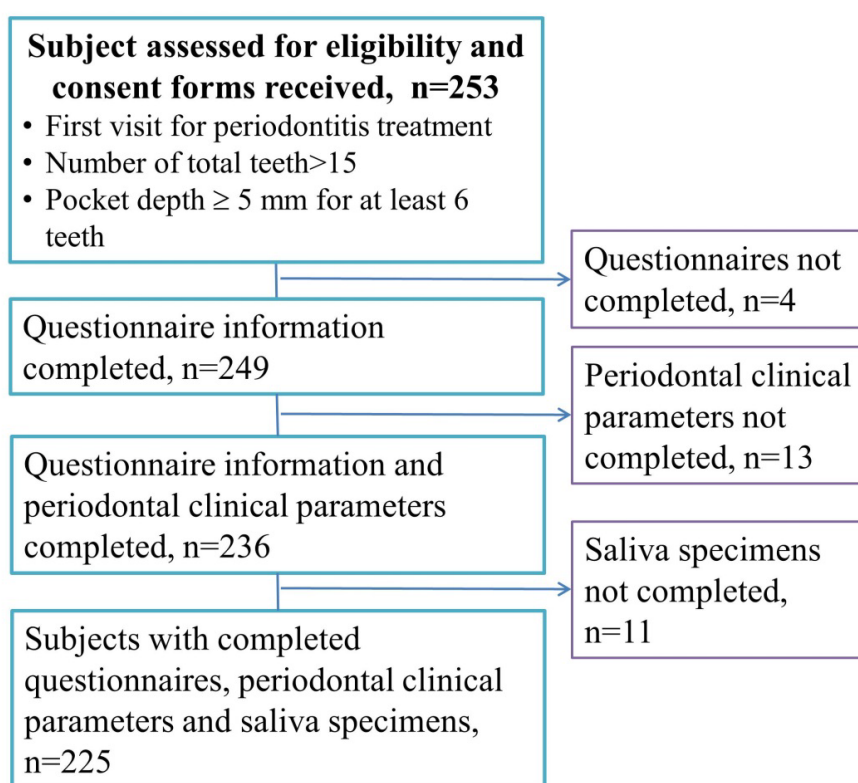 Subject assessed for eligibility and
consent forms received,  n=253
• First visit for periodontitis treatment
• Number of total teeth>15
• Pocket depth ≥ 5 mm for at least 6
teeth
Questionnaires not
completed, n=4
Questionnaire information
completed, n=249
Periodontal clinical
parameters not
completed, n=13
Questionnaire information and
periodontal clinical parameters
completed, n=236
Saliva specimens
not completed,
n=11
Subjects with completed
questionnaires, periodontal clinical
parameters and saliva specimens,
n=225